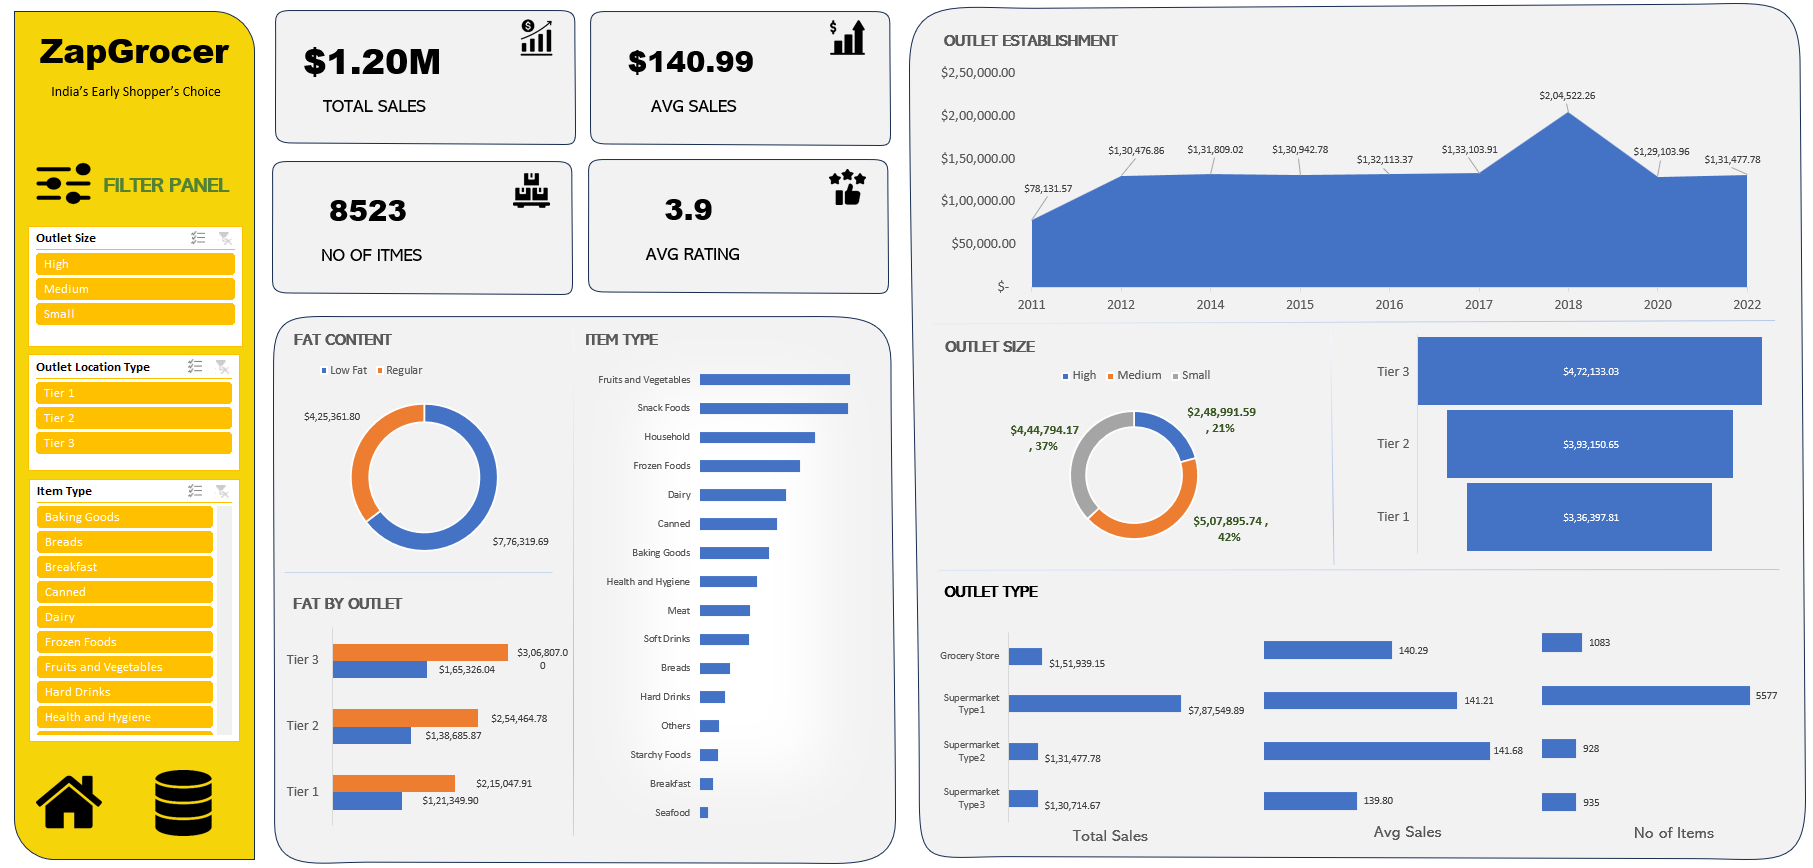 ZapGrocer
India's Early Shopper's Choice
FILTER PANEL
Outlet Size
High
Medium
Small
Outlet Location Type
Tier 1
Tier 2
Tier 3
Item Type
Baking Goods
Breads
Breakfast
Canned
Dairy
Frozen Foods
Fruits and Vegetables
Hard Drinks
Health and Hygiene
$1.20M
TOTAL SALES
$140.99
AVG SALES
8523
NO OF ITMES
3.9
AVG RATING
FAT CONTENT
Low Fat Regular
$4,25,361.80
$7,76,319.69
FAT BY OUTLET
Tier 3
$3,06,807.0
0
$1,65,326.04
Tier 2
$2,54,464.78
$1,38,685.87
Tier 1
$2,15,047.91
$1,21,349.90
ITEM TYPE
Fruits and Vegetables
Snack Foods
Household
Frozen Foods
Dairy
Canned
Baking Goods
Health and Hygiene
Meat
Soft Drinks
Breads
Hard Drinks
Others
Starchy Foods
Breakfast
Seafood
OUTLET ESTABLISHMENT
$2,50,000.00
$2,00,000.00
$1,50,000.00
$1,00,000.00
$50,000.00
$-
$78,131.57
$1,30,476.86
$1,31,809.02
$1,30,942.78
$1,32,113.37
$1,33,103.91
$2,04,522.26
$1,29,103.96
$1,31,477.78
2011 2012 2014 2015 2016 2017 2018 2020 2022
OUTLET SIZE
High Medium Small
$2,48,991.59
, 21%
$4,44,794.17
, 37%
$5,07,895.74 ,
42%
Tier 3
$4,72,133.03
Tier 2
$3,93,150.65
Tier 1
$3,36,397.81
OUTLET TYPE
Grocery Store
$1,51,939.15
Supermarket
Type1
$7,87,549.89
Supermarket
Type2
$1,31,477.78
Supermarket
Type3
$1,30,714.67
Total Sales
140.29
141.21
141.68
139.80
Avg Sales
1083
5577
928
935
No of Items